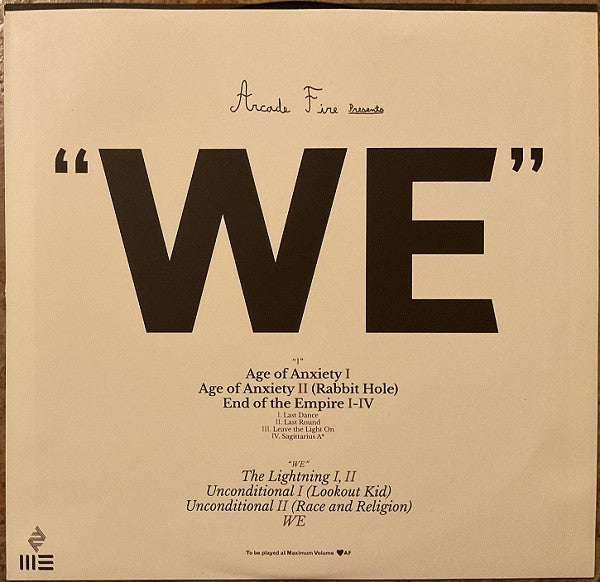 Arcade Fire Presents
“WE”
“I”
Age of Anxiety I
Age of Anxiety II (Rabbit Hole)
End of the Empire I-IV
I. Last Dance
II. Last Round
III. Leave the Light On
IV. Sagittarius A*
“WE”
The Lightning I, II
Unconditional I (Lookout Kid)
Unconditional II (Race and Religion)
WE
To be played at Maximum Volume ♥AF
WE